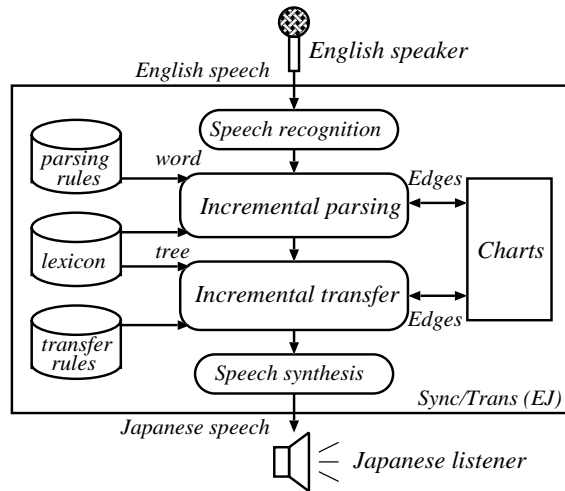 English speaker
English speech
Speech recognition
parsing
rules
word
Incremental parsing
Edges
Charts
lexicon
tree
Incremental transfer
Edges
transfer
rules
Speech synthesis
Sync/Trans (EJ)
Japanese speech
Japanese listener